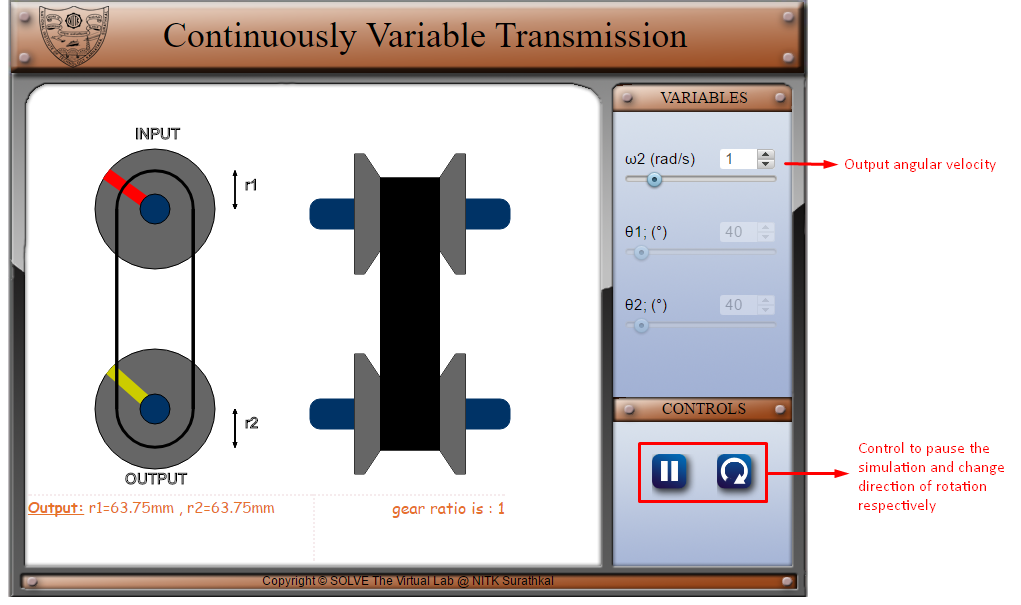 Continuously Variable Transmission
INPUT
r1
r2
OUTPUT
Output: r1=63.75mm , r2=63.75mm
gear ratio is : 1
VARIABLES
ω2 (rad/s) 1
θ1; (°) 40
θ2; (°) 40
CONTROLS
Output angular velocity
Control to pause the
simulation and change
direction of rotation
respectively
Copyright © SOLVE The Virtual Lab @ NITK Surathkal